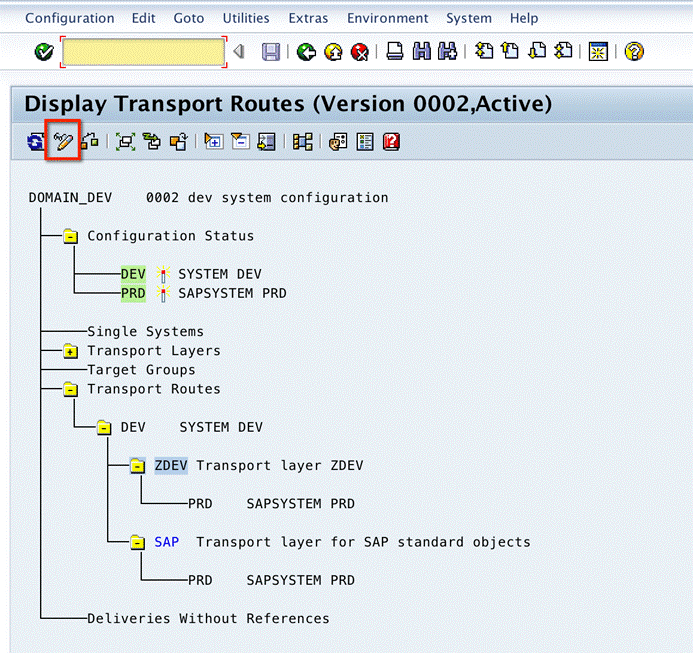 Configuration Edit Goto Utilities Extras Environment System Help
Display Transport Routes (Version 0002,Active)
DOMAIN_DEV 0002 dev system configuration
Configuration Status
DEV SYSTEM DEV
PRD SAPSYSTEM PRD
Single Systems
Transport Layers
Target Groups
Transport Routes
DEV SYSTEM DEV
ZDEV Transport layer ZDEV
PRD SAPSYSTEM PRD
SAP Transport layer for SAP standard objects
PRD SAPSYSTEM PRD
Deliveries Without References